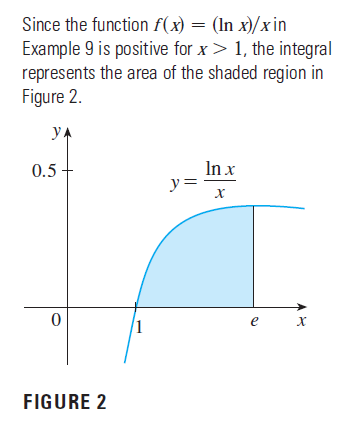 Since the function f(x) = (ln x)/x in
Example 9 is positive for x > 1, the integral
represents the area of the shaded region in
Figure 2.
y
0.5
y = ln x / x
0
1
e
x
FIGURE 2